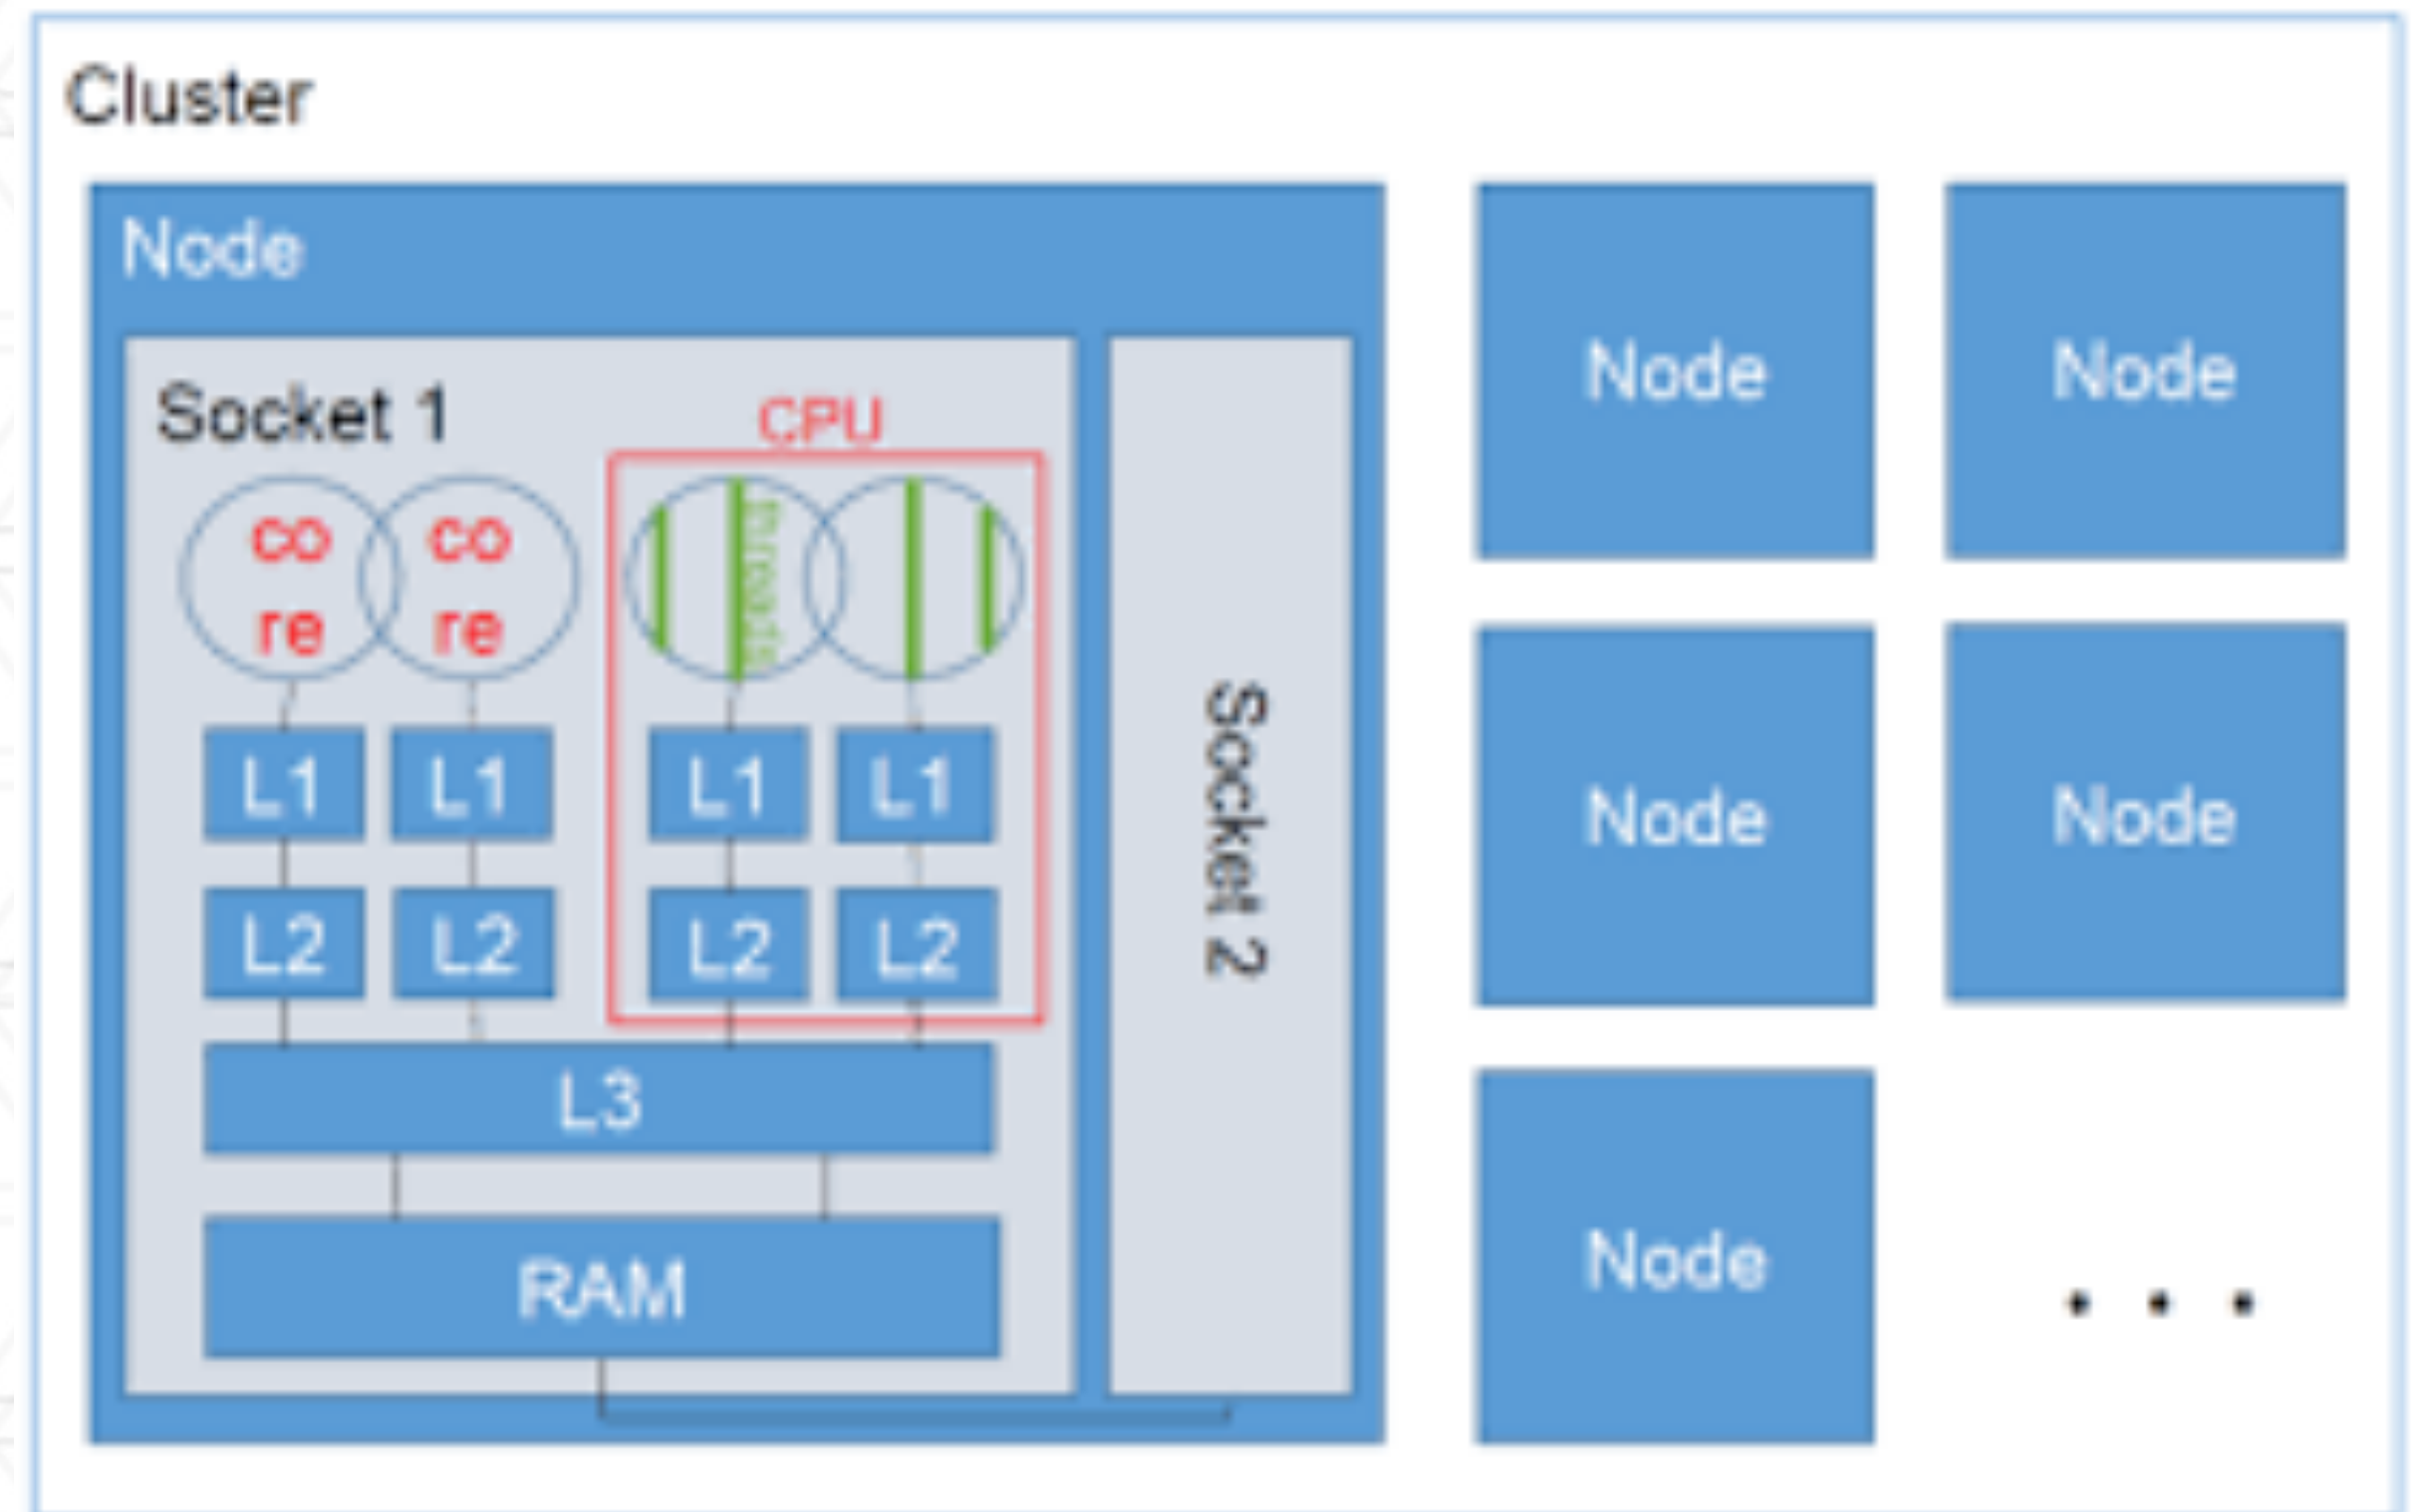 Cluster
Node
Socket 1
CPU
co
re
co
re
threads
L1
L1
L1
L1
L2
L2
L2
L2
L3
RAM
Socket 2
Node
Node
Node
Node
Node
. . .